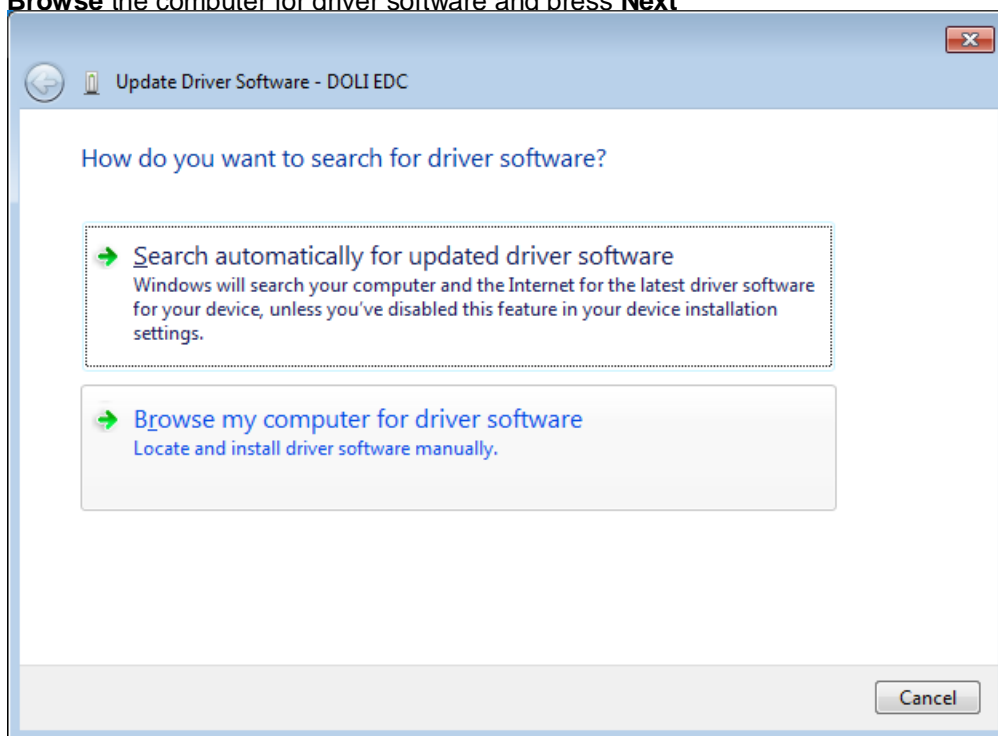 Browse the computer for driver software and press Next
Update Driver Software - DOLI EDC
How do you want to search for driver software?
Search automatically for updated driver software
Windows will search your computer and the Internet for the latest driver software
for your device, unless you've disabled this feature in your device installation
settings.
Browse my computer for driver software
Locate and install driver software manually.
Cancel